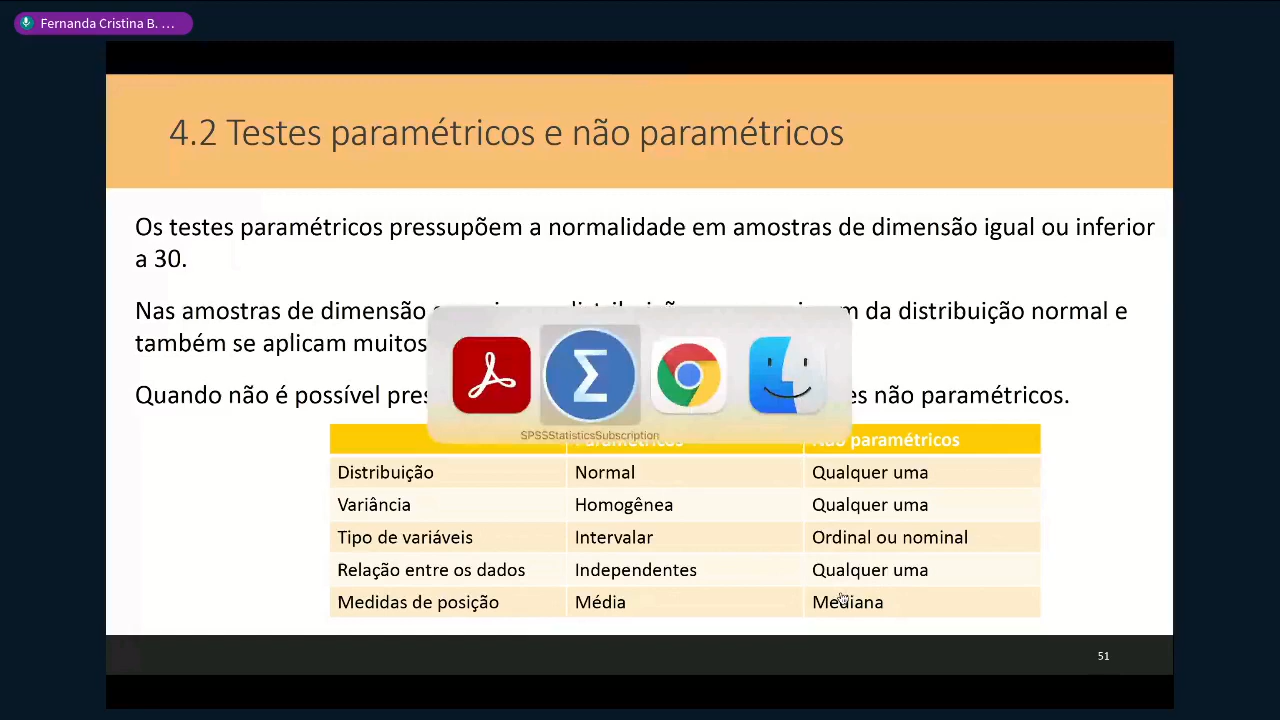 Fernanda Cristina B. ...
4.2 Testes paramétricos e não paramétricos
Os testes paramétricos pressupõem a normalidade em amostras de dimensão igual ou inferior
a 30.
Nas amostras de dimensão da distribuição normal e
também se aplicam muitos
Quando não é possível não paramétricos.
SPSSStatisticsSubscription
Paramétricos Não paramétricos
Distribuição Normal Qualquer uma
Variância Homogênea Qualquer uma
Tipo de variáveis Intervalar Ordinal ou nominal
Relação entre os dados Independentes Qualquer uma
Medidas de posição Média Mediana
51